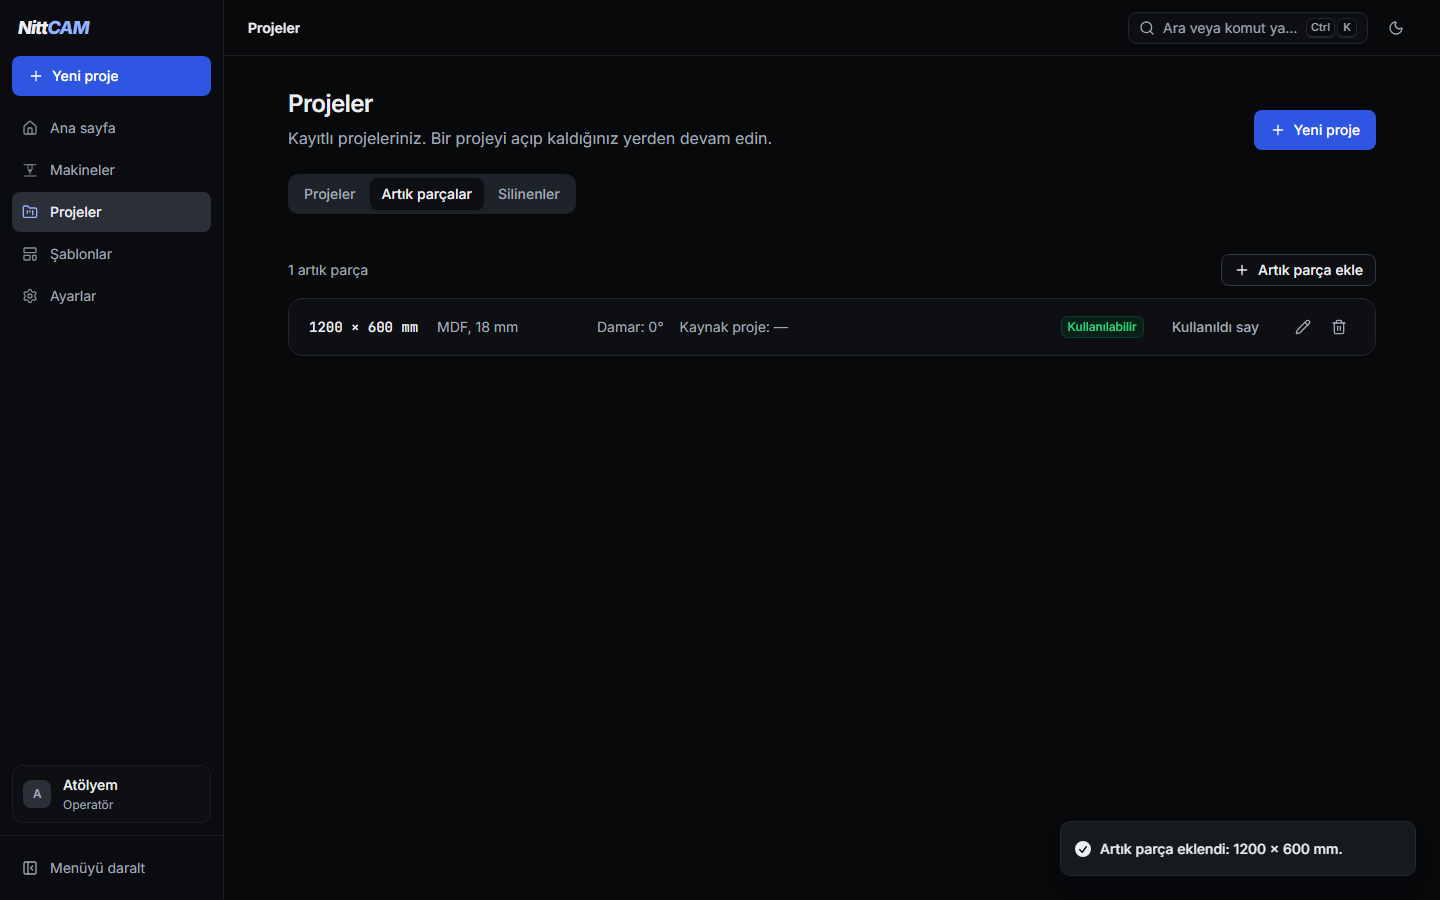 NittCAM
Projeler
Ara veya komut ya... Ctrl K
Yeni proje
Ana sayfa
Makineler
Projeler
Şablonlar
Ayarlar
Projeler
Kayıtlı projeleriniz. Bir projeyi açıp kaldığınız yerden devam edin.
Yeni proje
Projeler Artık parçalar Silinenler
1 artık parça
Artık parça ekle
1200 × 600 mm MDF, 18 mm Damar: 0° Kaynak proje: — Kullanılabilir Kullanıldı say
A
Atölyem
Operatör
Menüyü daralt
Artık parça eklendi: 1200 × 600 mm.